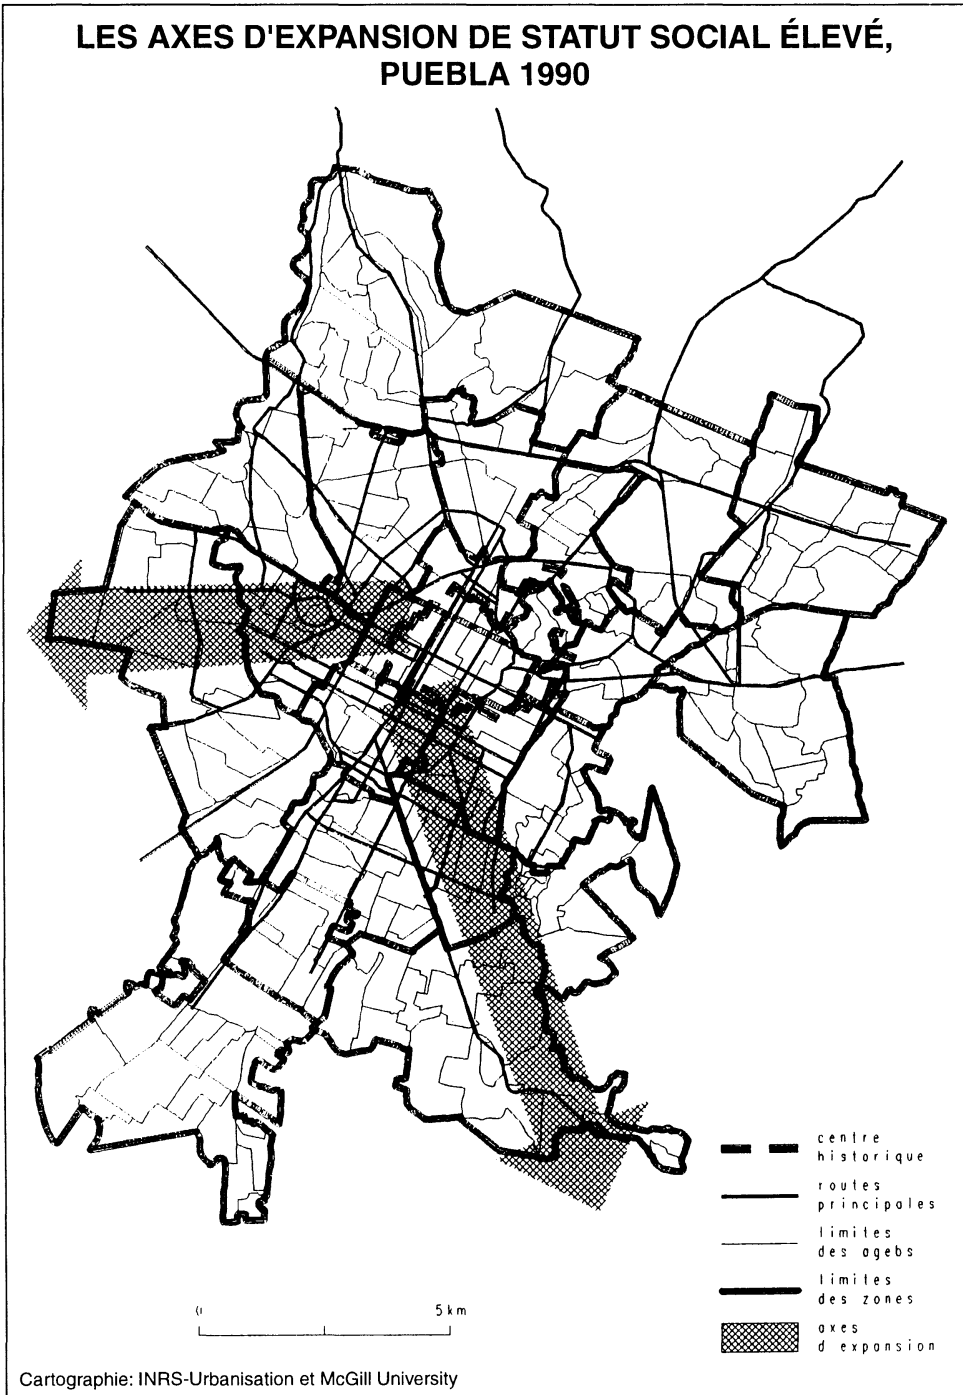 LES AXES D'EXPANSION DE STATUT SOCIAL ÉLEVÉ,
PUEBLA 1990
centre
historique
routes
principales
limites
des agebs
limites
des zones
axes
d expansion
0 5 km
Cartographie: INRS-Urbanisation et McGill University